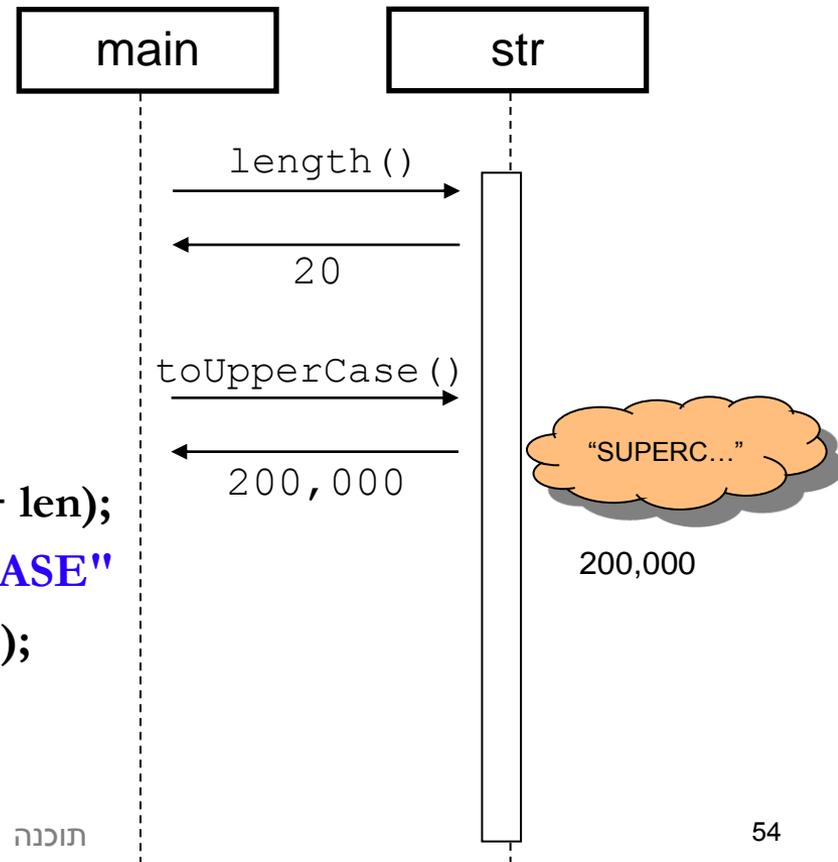 main
str
length()
20
toUpperCase()
200,000
“SUPERC…”
len);
200,000
ASE"
);
תוכנה
54